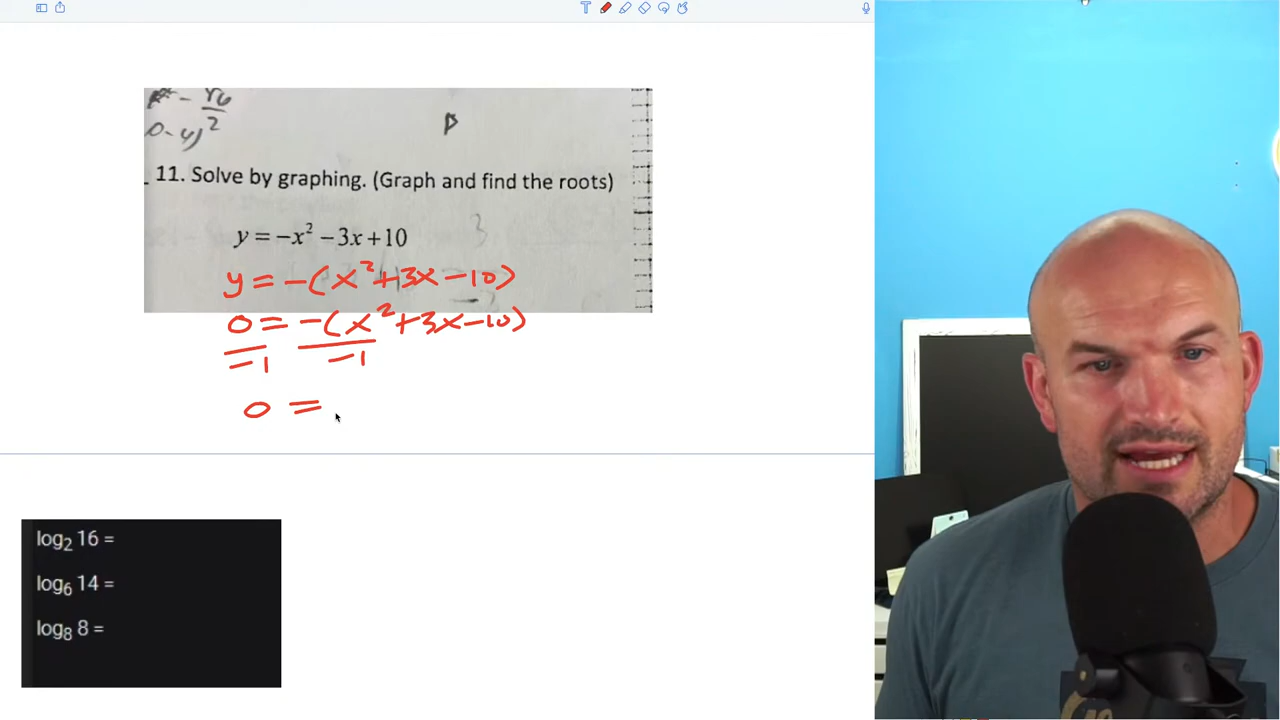 11. Solve by graphing. (Graph and find the roots)
3
y = -x² - 3x + 10
y = -(x² + 3x - 10)
0 = -(x² + 3x - 10)
-1 -1
0 =
log₂ 16 =
log₆ 14 =
log₈ 8 =